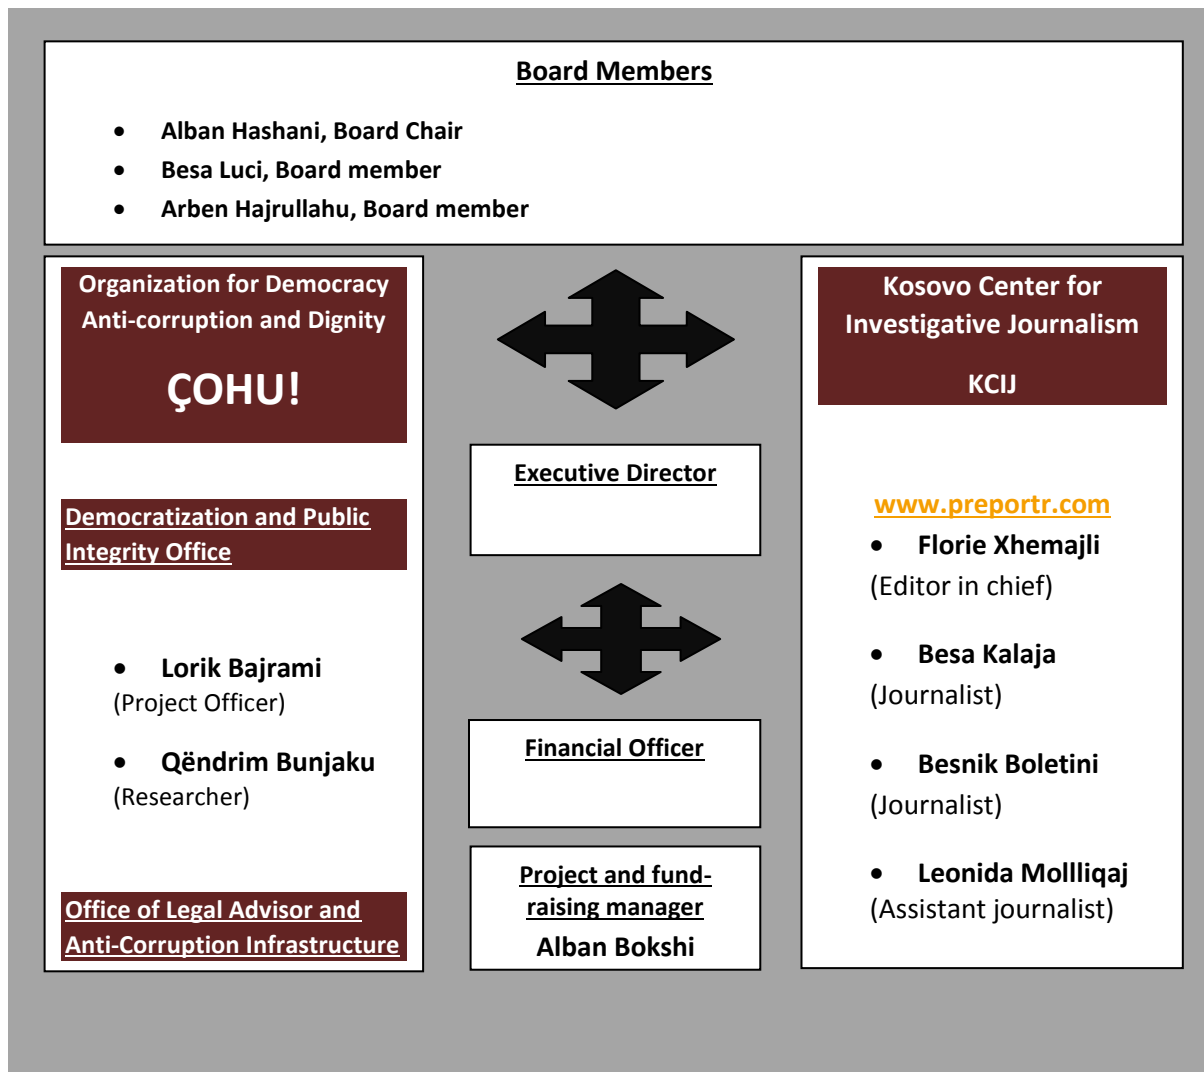 Board Members
• Alban Hashani, Board Chair
• Besa Luci, Board member
• Arben Hajrullahu, Board member
Organization for Democracy
Anti-corruption and Dignity
ÇOHU!
Democratization and Public
Integrity Office
• Lorik Bajrami
(Project Officer)
• Qëndrim Bunjaku
(Researcher)
Office of Legal Advisor and
Anti-Corruption Infrastructure
Executive Director
Financial Officer
Project and fund-
raising manager
Alban Bokshi
Kosovo Center for
Investigative Journalism
KCIJ
www.preportr.com
• Florie Xhemajli
(Editor in chief)
• Besa Kalaja
(Journalist)
• Besnik Boletini
(Journalist)
• Leonida Mollliqaj
(Assistant journalist)